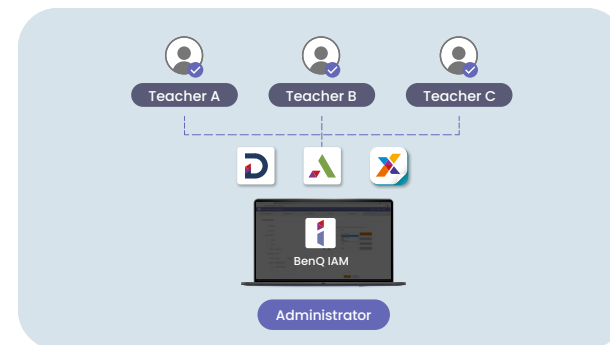 Teacher A
Teacher B
Teacher C
BenQ IAM
Administrator